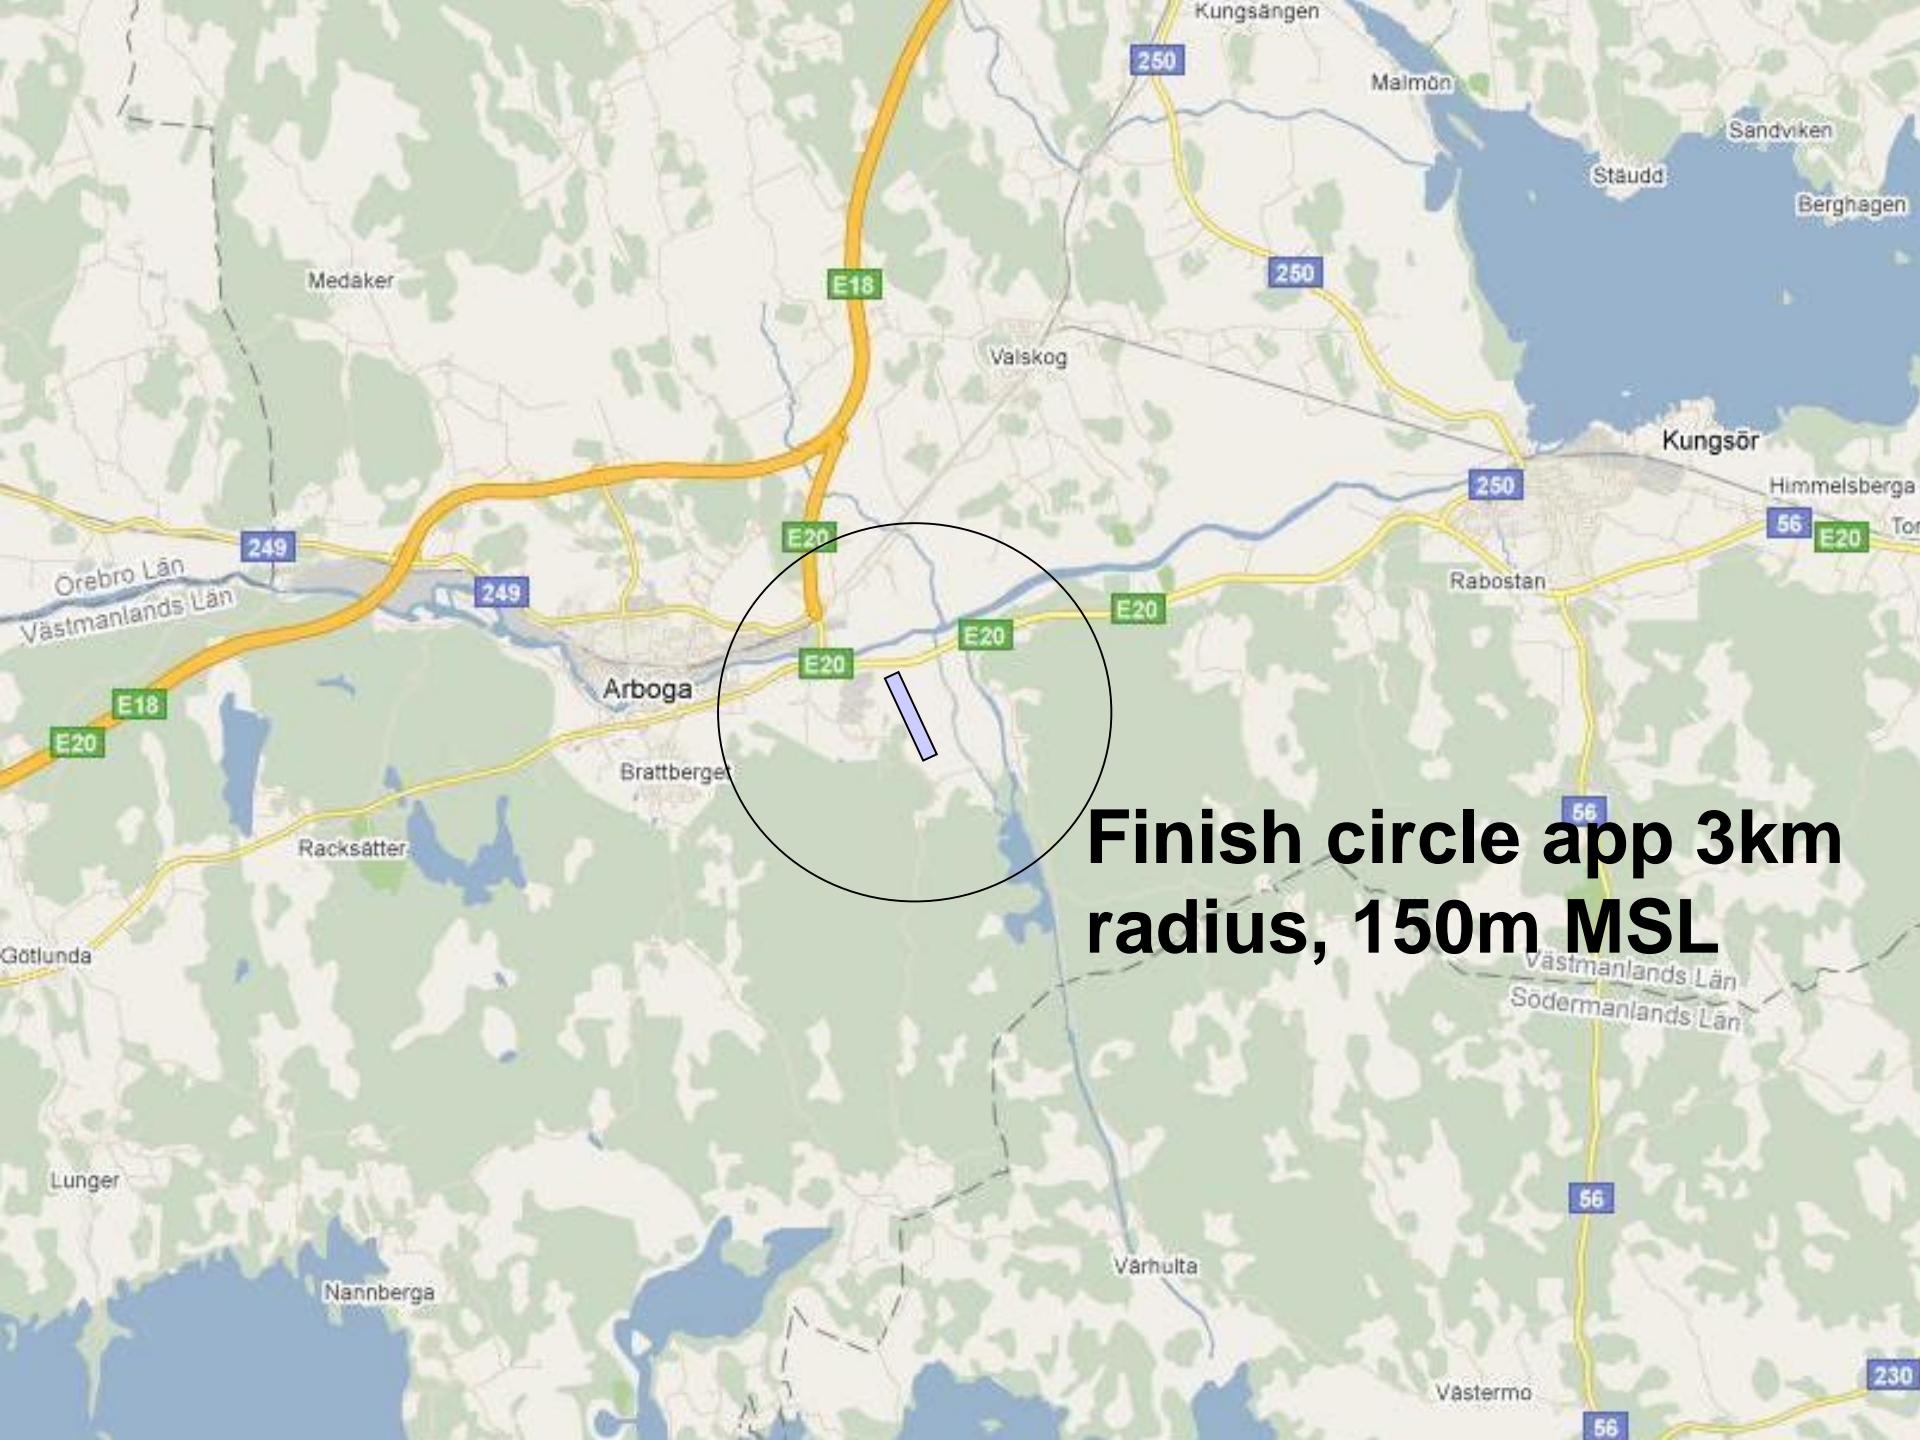 Kungsängen
250
Malmön
Sandviken
Stäudd
Berghagen
250
Medåker
E18
Valskog
Kungsör
250
Himmelsberga
56
E20
Tor
E20
249
Örebro Län
Västmanlands Län
249
Rabostan
E20
E20
E20
Arboga
E18
E20
Brattberget
56
Finish circle app 3km
radius, 150m MSL
Racksätter
Götlunda
Västmanlands Län
Södermanlands Län
Lunger
56
Vårhulta
Nannberga
230
Västermo
56